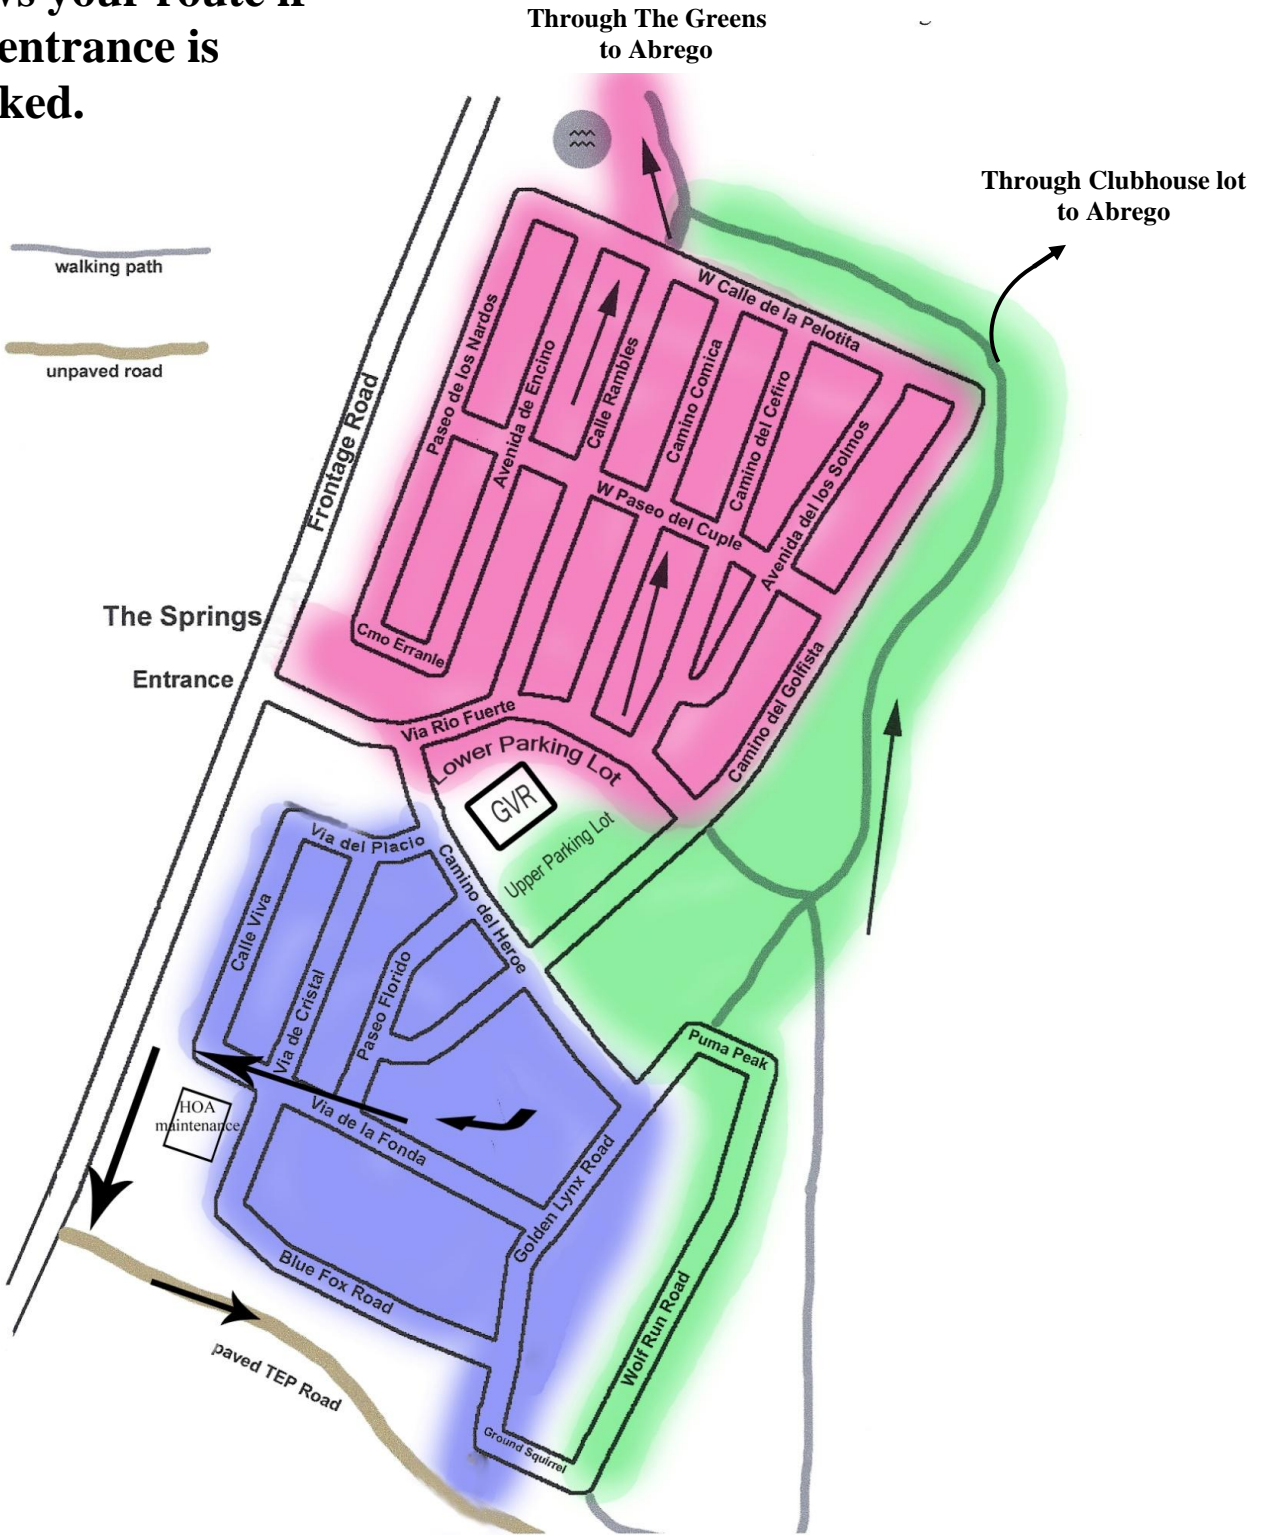 your route if
entrance is
Through The Greens
to Abrego
Through Clubhouse lot
to Abrego
walking path
unpaved road
Frontage Road
W Calle de la Pelotita
Paseo de los Nardos
Avenida de Encino
Calle Rambles
Camino Comica
Camino del Cefiro
Avenida del los Solmos
W Paseo del Cuple
The Springs
Entrance
Cmo Erranle
Via Rio Fuerte
Lower Parking Lot
GVR
Upper Parking Lot
Camino del Golfista
Via del Placio
Camino del Heroe
Calle Viva
Via de Cristal
Paseo Florido
Puma Peak
HOA
maintenance
Via de la Fonda
Golden Lynx Road
Blue Fox Road
Wolf Run Road
paved TEP Road
Ground Squirrel